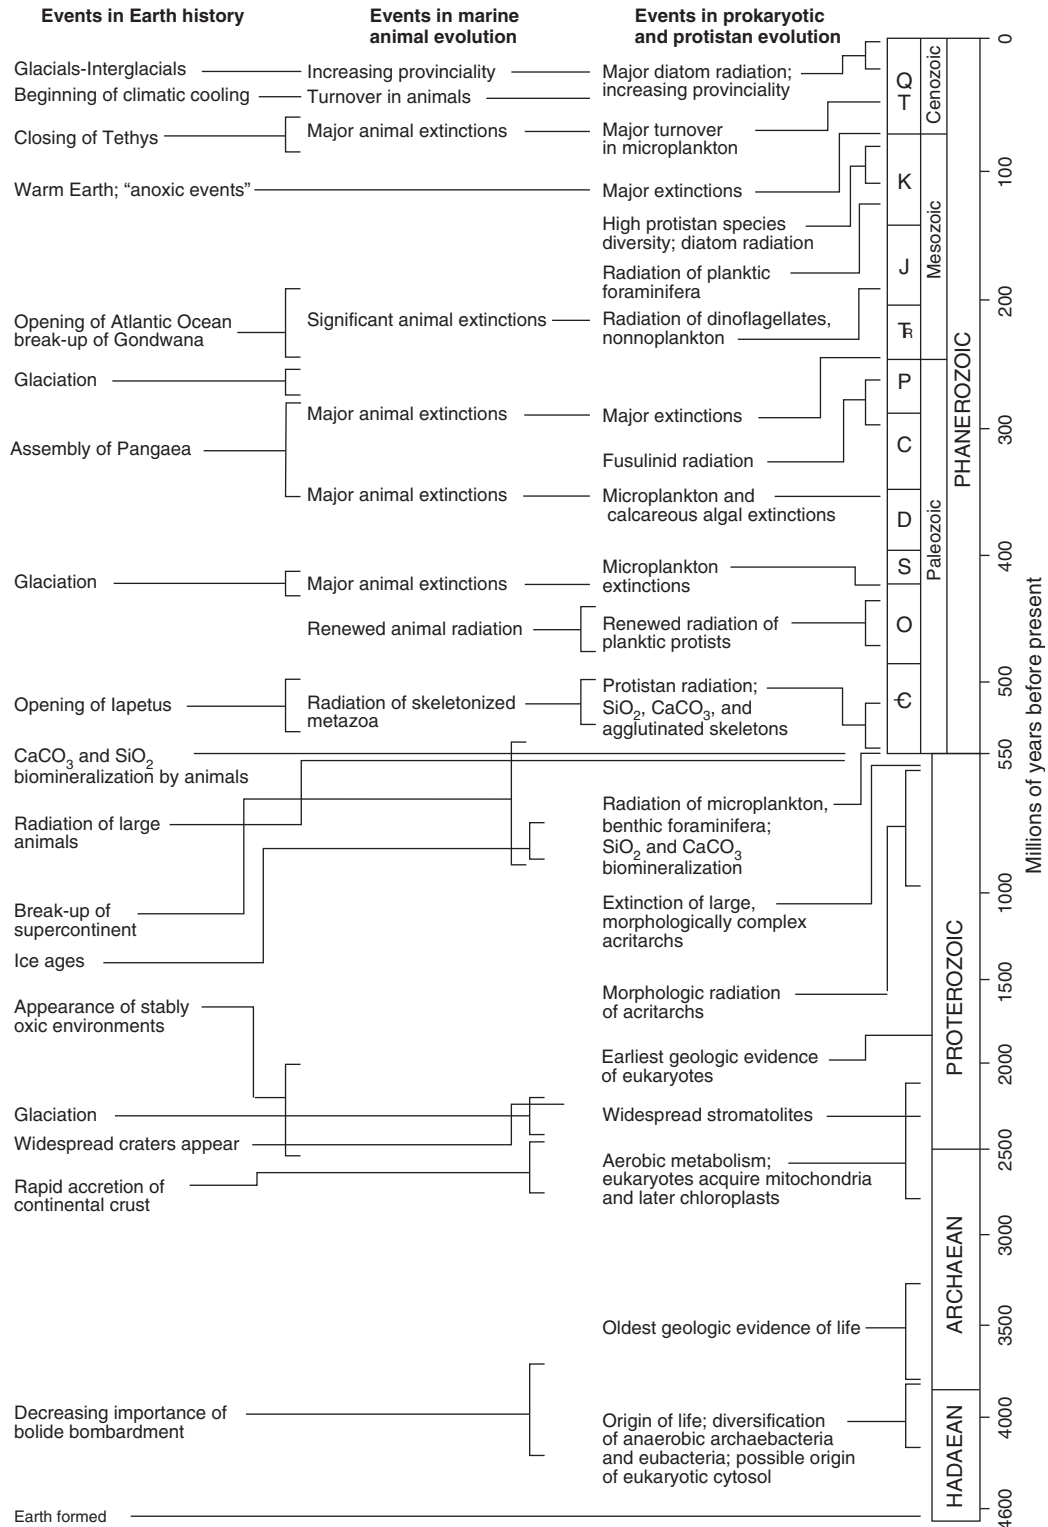 Events in Earth history
Events in marine
animal evolution
Events in prokaryotic
and protistan evolution
Glacials-Interglacials
Increasing provinciality
Major diatom radiation;
increasing provinciality
Beginning of climatic cooling
Turnover in animals
Closing of Tethys
Major animal extinctions
Major turnover
in microplankton
Warm Earth; “anoxic events”
Major extinctions
High protistan species
diversity; diatom radiation
Radiation of planktic
foraminifera
Opening of Atlantic Ocean
break-up of Gondwana
Significant animal extinctions
Radiation of dinoflagellates,
nonnoplankton
Glaciation
Major animal extinctions
Major extinctions
Assembly of Pangaea
Fusulinid radiation
Major animal extinctions
Microplankton and
calcareous algal extinctions
Glaciation
Major animal extinctions
Microplankton
extinctions
Renewed animal radiation
Renewed radiation of
planktic protists
Opening of Iapetus
Radiation of skeletonized
metazoa
Protistan radiation;
SiO2, CaCO3, and
agglutinated skeletons
CaCO3 and SiO2
biomineralization by animals
Radiation of large
animals
Radiation of microplankton,
benthic foraminifera;
SiO2 and CaCO3
biomineralization
Break-up of
supercontinent
Extinction of large,
morphologically complex
acritarchs
Ice ages
Appearance of stably
oxic environments
Morphologic radiation
of acritarchs
Earliest geologic evidence
of eukaryotes
Glaciation
Widespread stromatolites
Widespread craters appear
Rapid accretion of
continental crust
Aerobic metabolism;
eukaryotes acquire mitochondria
and later chloroplasts
Oldest geologic evidence of life
Decreasing importance of
bolide bombardment
Origin of life; diversification
of anaerobic archaebacteria
and eubacteria; possible origin
of eukaryotic cytosol
Earth formed
Q
T
K
J
TR
P
C
D
S
O
Є
Cenozoic
Mesozoic
Paleozoic
PHANEROZOIC
PROTEROZOIC
ARCHAEAN
HADAEAN
0
100
200
300
400
500
550
1000
1500
2000
2500
3000
3500
4000
4600
Millions of years before present